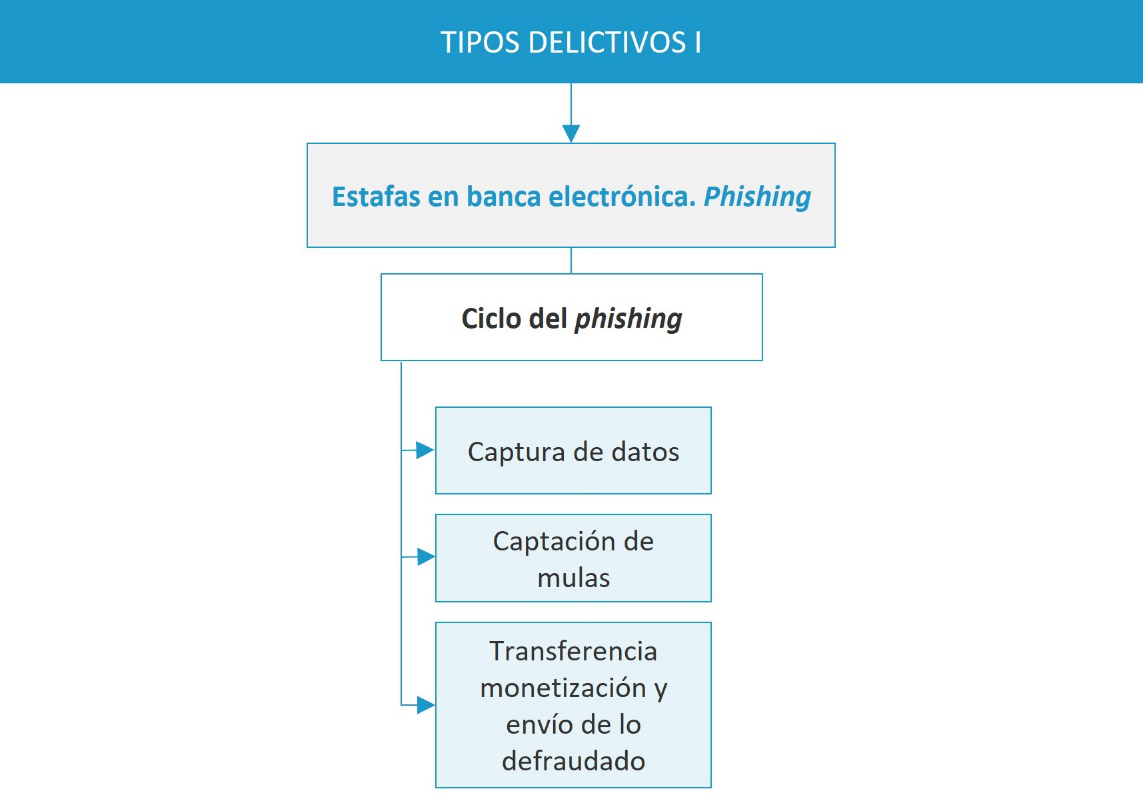 TIPOS DELICTIVOS I
Estafas en banca electrónica. Phishing
Ciclo del phishing
Captura de datos
Captación de
mulas
Transferencia
monetización y
envío de lo
defraudado